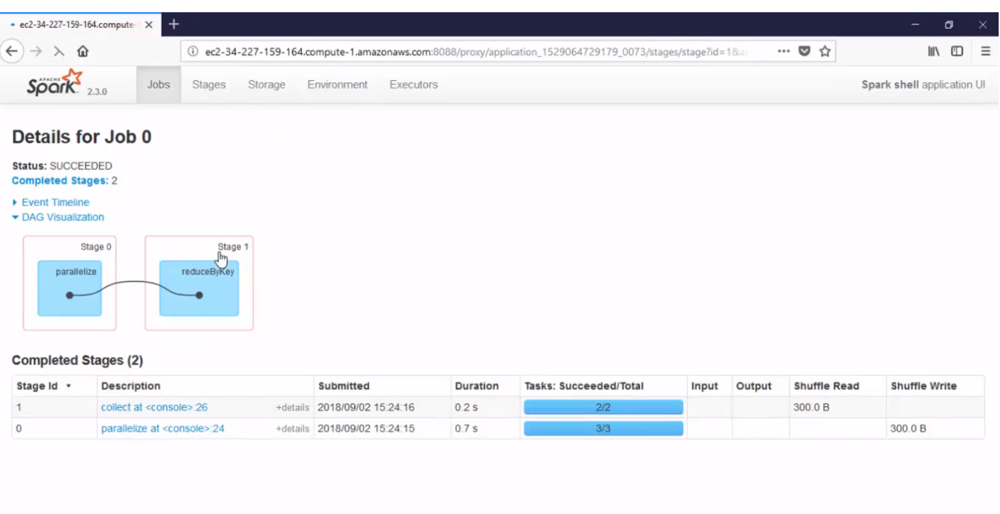 ec2-34-227-159-164.compute-
ec2-34-227-159-164.compute-1.amazonaws.com:8088/proxy/application_1529064729179_0073/stages/stage?id=1&at
APACHE Spark 2.3.0 Jobs Stages Storage Environment Executors Spark shell application UI
Details for Job 0
Status: SUCCEEDED
Completed Stages: 2
Event Timeline
DAG Visualization
Stage 0 Stage 1
parallelize reduceByKey
Completed Stages (2)
Stage Id Description Submitted Duration Tasks: Succeeded/Total Input Output Shuffle Read Shuffle Write
1 collect at <console>:26 +details 2018/09/02 15:24:16 0.2 s 2/2 300.0 B
0 parallelize at <console>:24 +details 2018/09/02 15:24:15 0.7 s 3/3 300.0 B